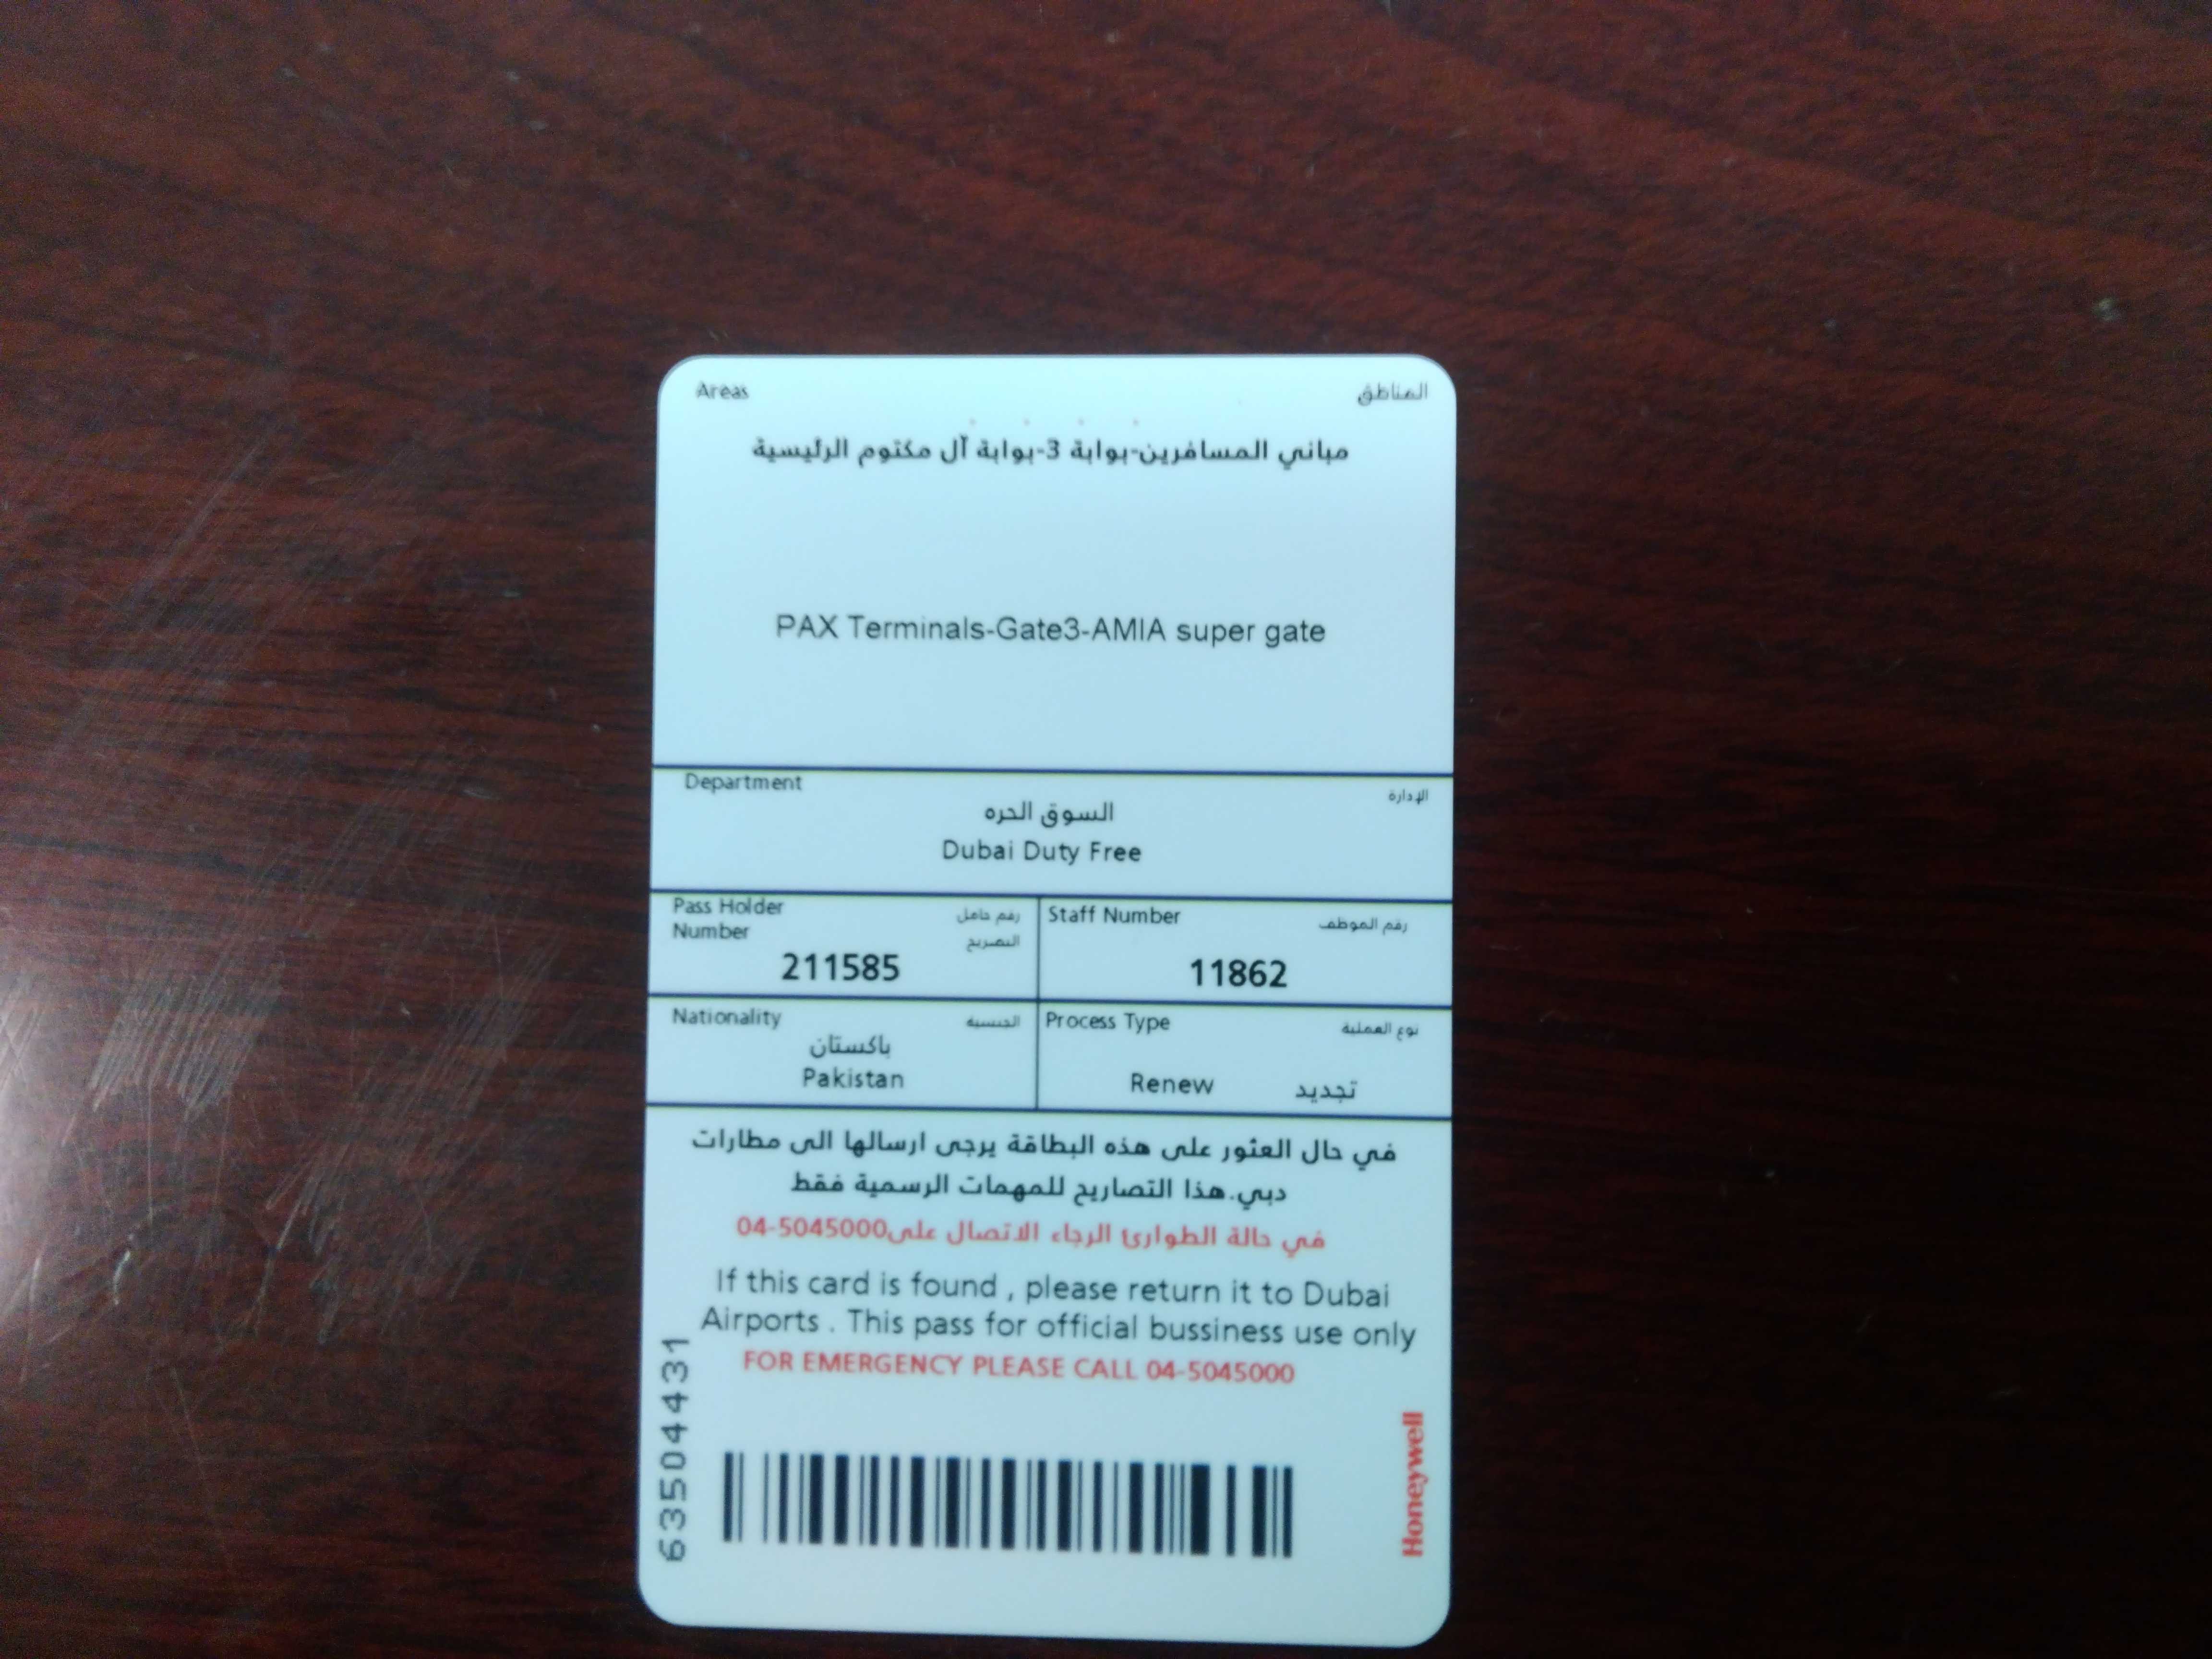 Areas المناطق
مباني المسافرين-بوابة 3-بوابة آل مكتوم الرئيسية
PAX Terminals-Gate3-AMIA super gate
Department الإدارة
السوق الحره
Dubai Duty Free
Pass Holder Number رقم حامل التصريح
211585
Staff Number رقم الموظف
11862
Nationality الجنسية
باكستان
Pakistan
Process Type نوع العملية
Renew تجديد
في حال العثور على هذه البطاقة يرجى ارسالها الى مطارات
دبي.هذا التصاريح للمهمات الرسمية فقط
في حالة الطوارئ الرجاء الاتصال على04-5045000
If this card is found , please return it to Dubai
Airports . This pass for official bussiness use only
FOR EMERGENCY PLEASE CALL 04-5045000
63504431
Honeywell